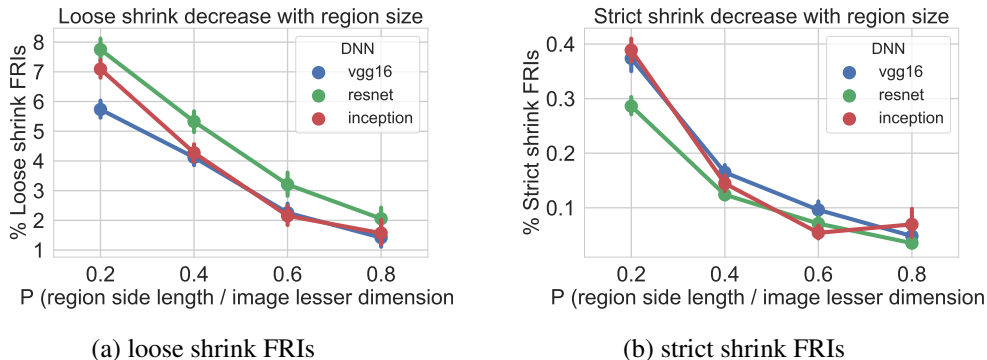 Loose shrink decrease with region size
% Loose shrink FRIs
8
7
6
5
4
3
2
1
DNN
vgg16
resnet
inception
0.2 0.4 0.6 0.8
P (region side length / image lesser dimension
(a) loose shrink FRIs
Strict shrink decrease with region size
% Strict shrink FRIs
0.4
0.3
0.2
0.1
DNN
vgg16
resnet
inception
0.2 0.4 0.6 0.8
P (region side length / image lesser dimension
(b) strict shrink FRIs